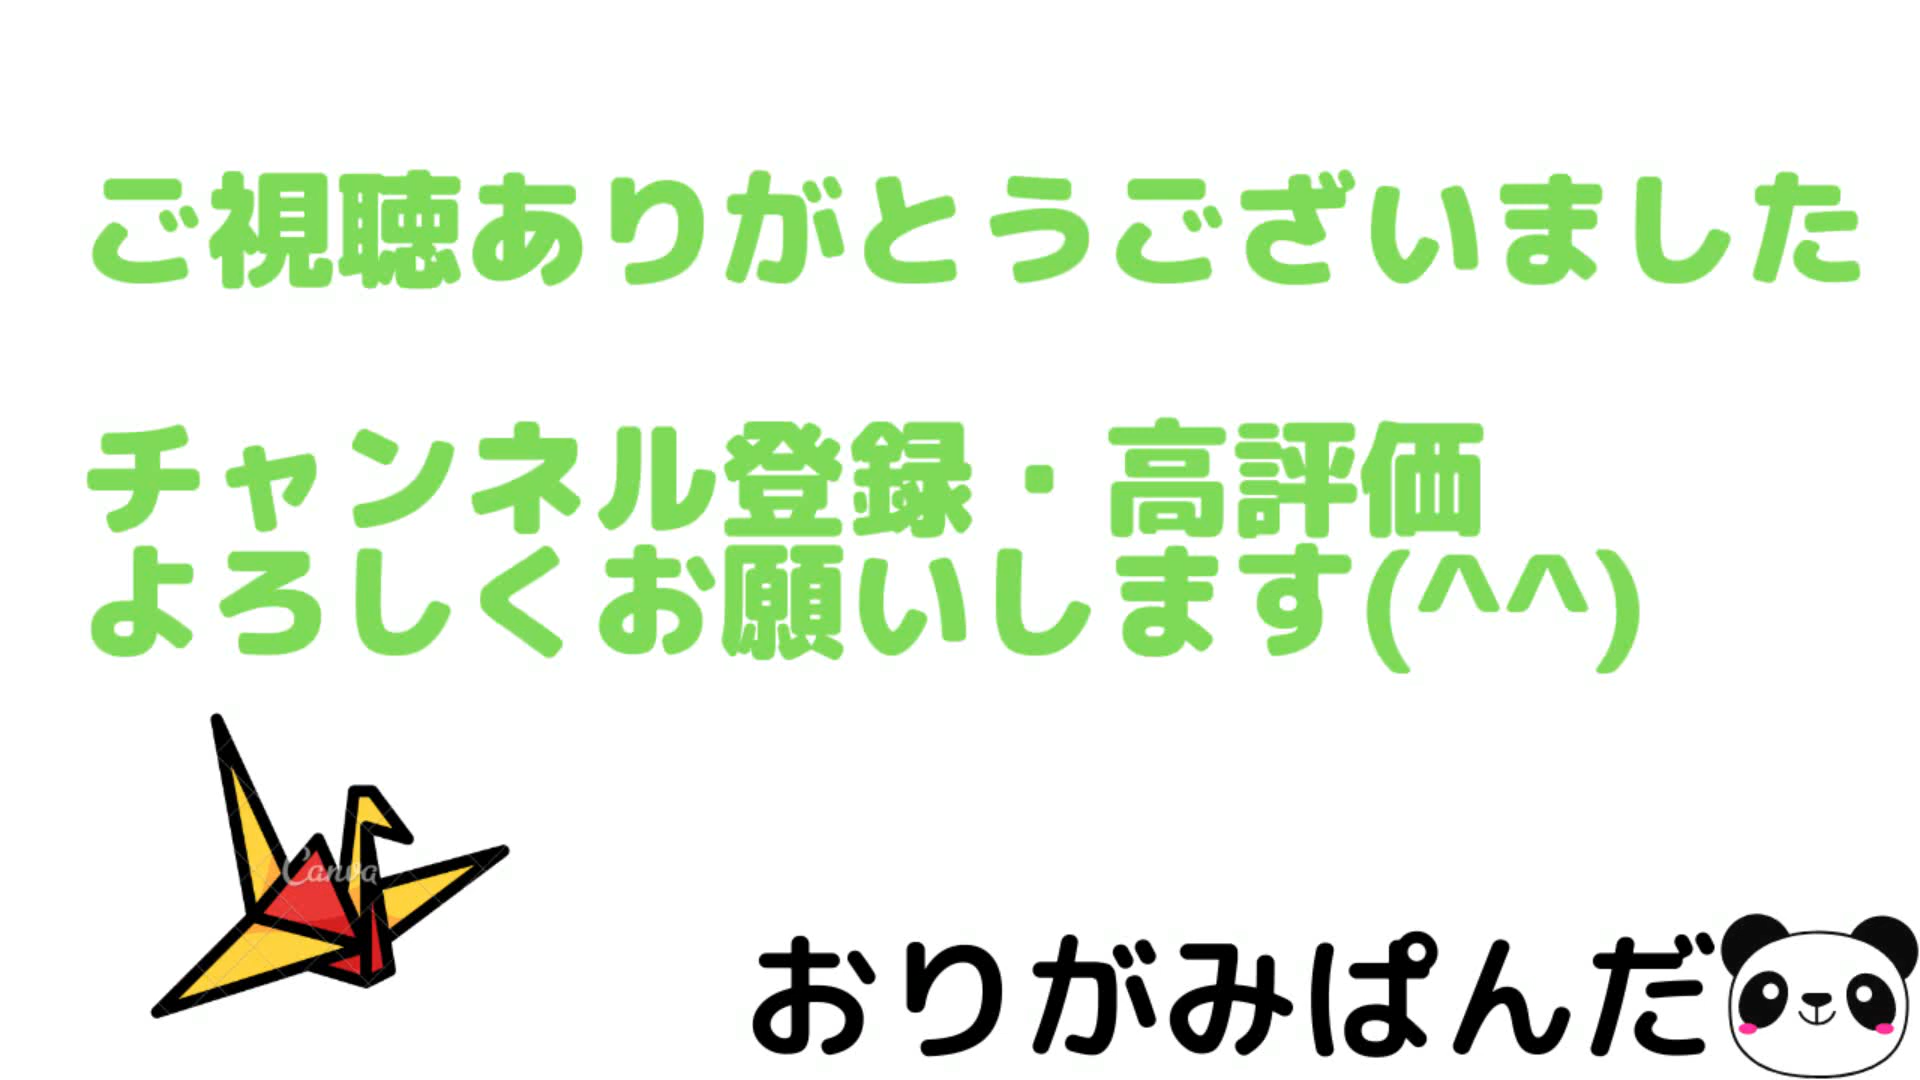 ご視聴ありがとうございました
チャンネル登録・高評価
よろしくお願いします(^^)
Canva
おりがみぱんだ